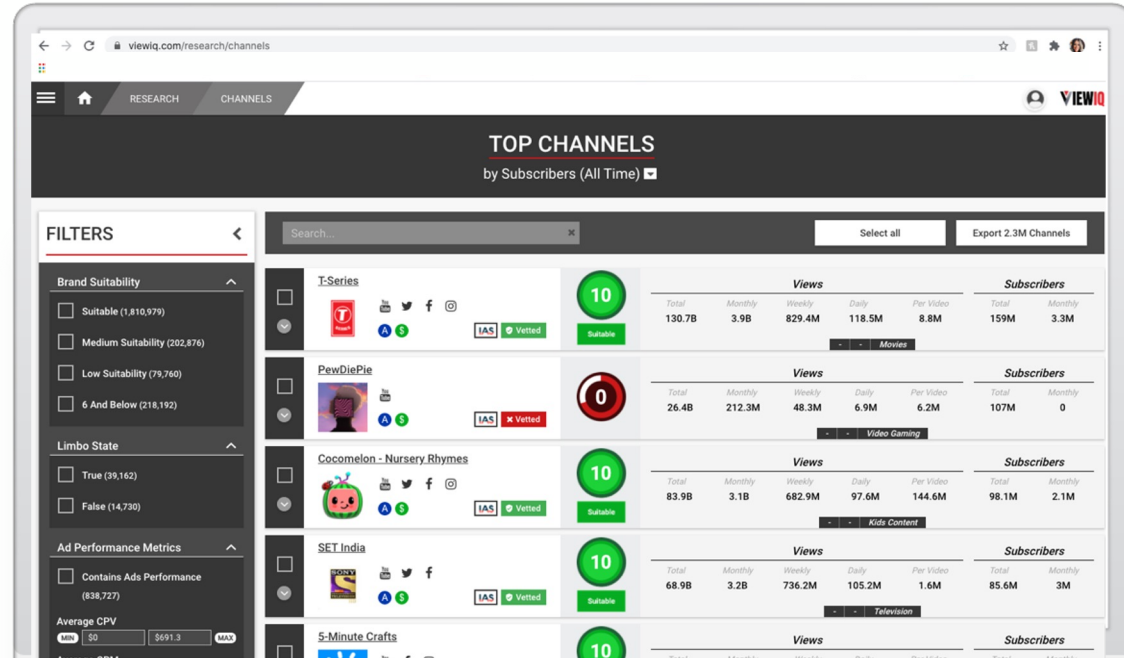 viewiq.com/research/channels
RESEARCH CHANNELS
VIEWIQ
TOP CHANNELS
by Subscribers (All Time)
FILTERS
Search...
Select all
Export 2.3M Channels
Brand Suitability
Suitable (1,810,979)
Medium Suitability (202,876)
Low Suitability (79,760)
6 And Below (218,192)
Limbo State
True (39,162)
False (14,730)
Ad Performance Metrics
Contains Ads Performance
(838,727)
Average CPV
MIN $0 $691.3 MAX
T-Series
A $
IAS Vetted
10
Suitable
Views Subscribers
Total Monthly Weekly Daily Per Video Total Monthly
130.7B 3.9B 829.4M 118.5M 8.8M 159M 3.3M
- - Movies
PewDiePie
A $
IAS Vetted
0
Views Subscribers
Total Monthly Weekly Daily Per Video Total Monthly
26.4B 212.3M 48.3M 6.9M 6.2M 107M 0
- - Video Gaming
Cocomelon - Nursery Rhymes
A $
IAS Vetted
10
Suitable
Views Subscribers
Total Monthly Weekly Daily Per Video Total Monthly
83.9B 3.1B 682.9M 97.6M 144.6M 98.1M 2.1M
- - Kids Content
SET India
SONY
A $
IAS Vetted
10
Suitable
Views Subscribers
Total Monthly Weekly Daily Per Video Total Monthly
68.9B 3.2B 736.2M 105.2M 1.6M 85.6M 3M
- - Television
5-Minute Crafts
10
Views Subscribers